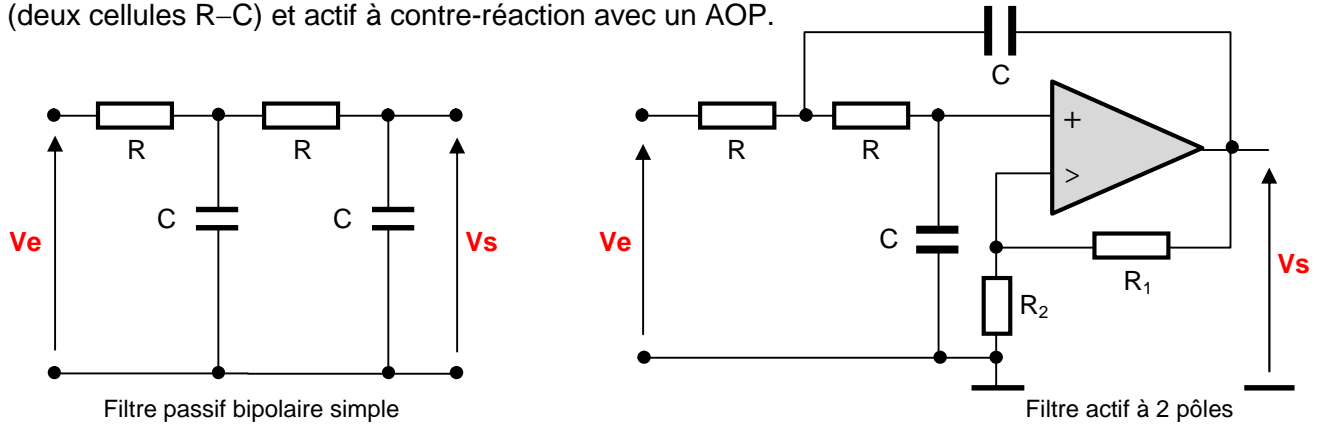 (deux cellules R−C) et actif à contre-réaction avec un AOP.
R
R
C
C
Ve
Vs
Filtre passif bipolaire simple
C
R
R
+
>
C
Ve
R₁
R₂
Vs
Filtre actif à 2 pôles